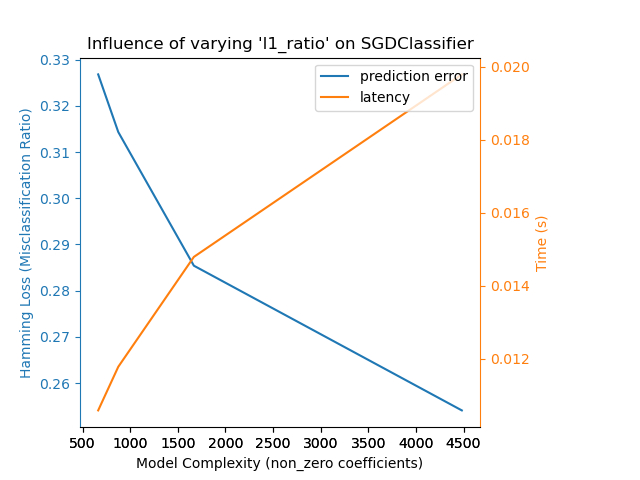 Influence of varying 'l1_ratio' on SGDClassifier
prediction error
latency
Hamming Loss (Misclassification Ratio)
0.33
0.32
0.31
0.30
0.29
0.28
0.27
0.26
0.020
0.018
0.016
0.014
0.012
Time (s)
500 1000 1500 2000 2500 3000 3500 4000 4500
Model Complexity (non_zero coefficients)